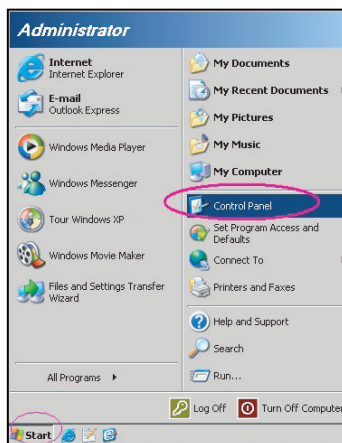 Administrator
Internet
Internet Explorer
E-mail
Outlook Express
Windows Media Player
Windows Messenger
Tour Windows XP
Windows Movie Maker
Files and Settings Transfer
Wizard
All Programs
My Documents
My Recent Documents
My Pictures
My Music
My Computer
Control Panel
Set Program Access and
Defaults
Connect To
Printers and Faxes
Help and Support
Search
Run...
Log Off
Turn Off Computer
Start